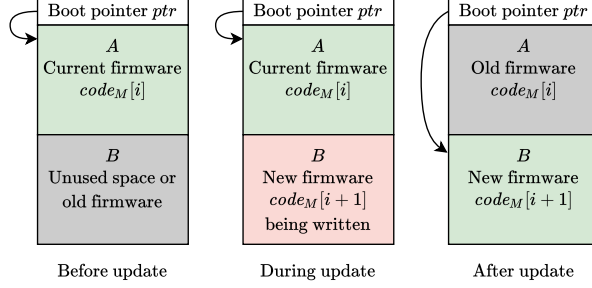 Boot pointer ptr
A
Current firmware
code_M[i]
B
Unused space or
old firmware
Before update
Boot pointer ptr
A
Current firmware
code_M[i]
B
New firmware
code_M[i + 1]
being written
During update
Boot pointer ptr
A
Old firmware
code_M[i]
B
New firmware
code_M[i + 1]
After update